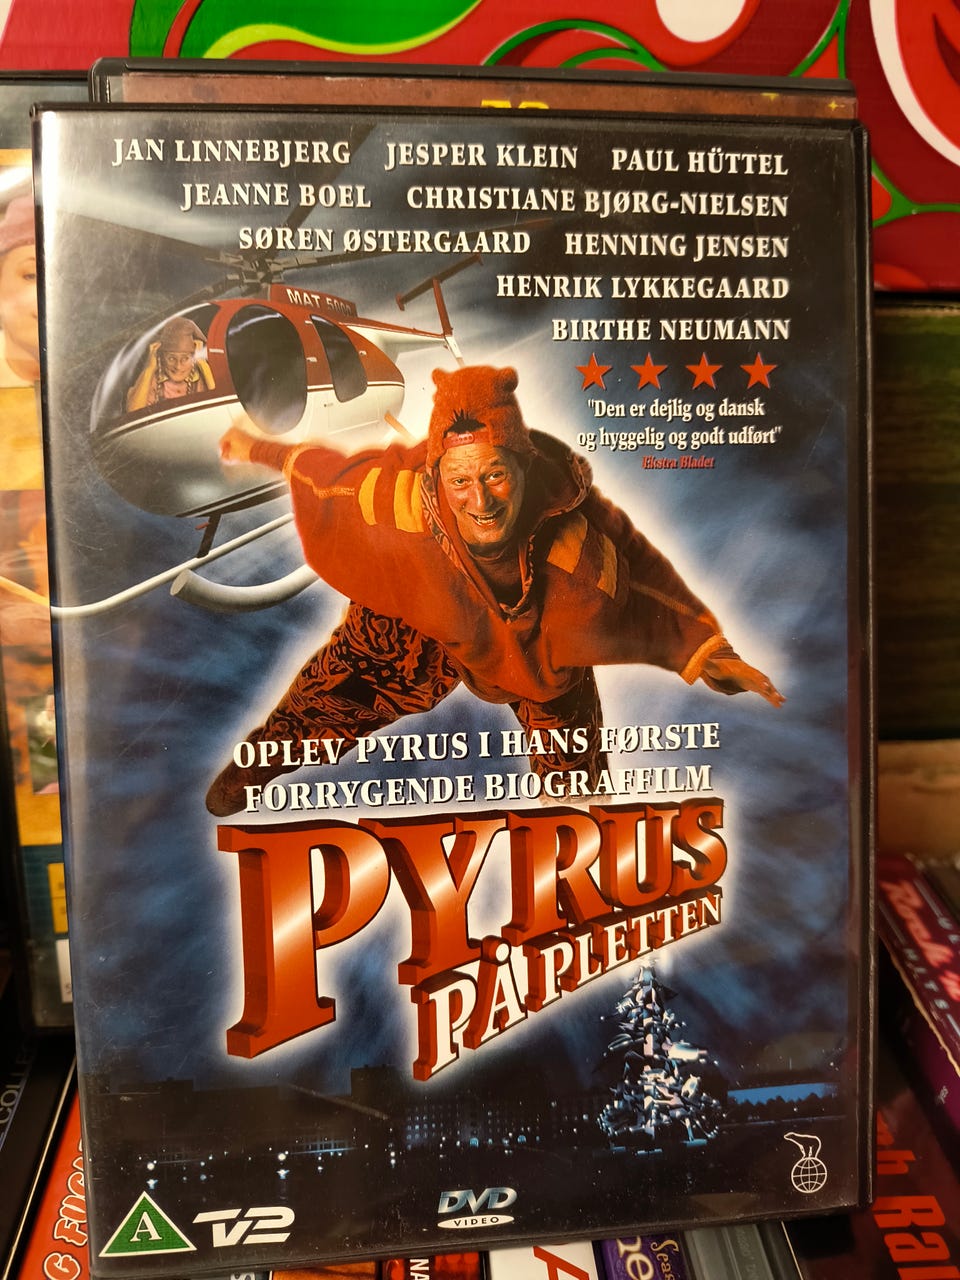 JAN LINNEBJERG JESPER KLEIN PAUL HÜTTEL
JEANNE BOEL CHRISTIANE BJØRG-NIELSEN
SØREN ØSTERGAARD HENNING JENSEN
HENRIK LYKKEGAARD
BIRTHE NEUMANN
MAT 5000
"Den er dejlig og dansk
og hyggelig og godt udført"
Ekstra Bladet
OPLEV PYRUS I HANS FØRSTE
FORRYGENDE BIOGRAFFILM
PYRUS
PÅ PLETTEN
A
TV2
DVD
VIDEO